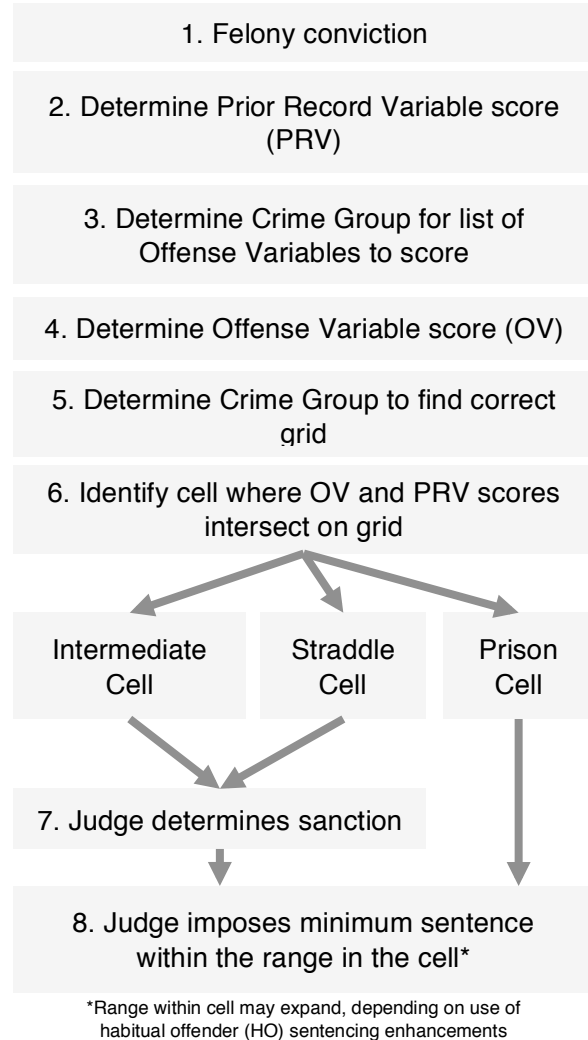 1. Felony conviction
2. Determine Prior Record Variable score
(PRV)
3. Determine Crime Group for list of
Offense Variables to score
4. Determine Offense Variable score (OV)
5. Determine Crime Group to find correct
grid
6. Identify cell where OV and PRV scores
intersect on grid
Intermediate
Cell
Straddle
Cell
Prison
Cell
7. Judge determines sanction
8. Judge imposes minimum sentence
within the range in the cell*
*Range within cell may expand, depending on use of
habitual offender (HO) sentencing enhancements